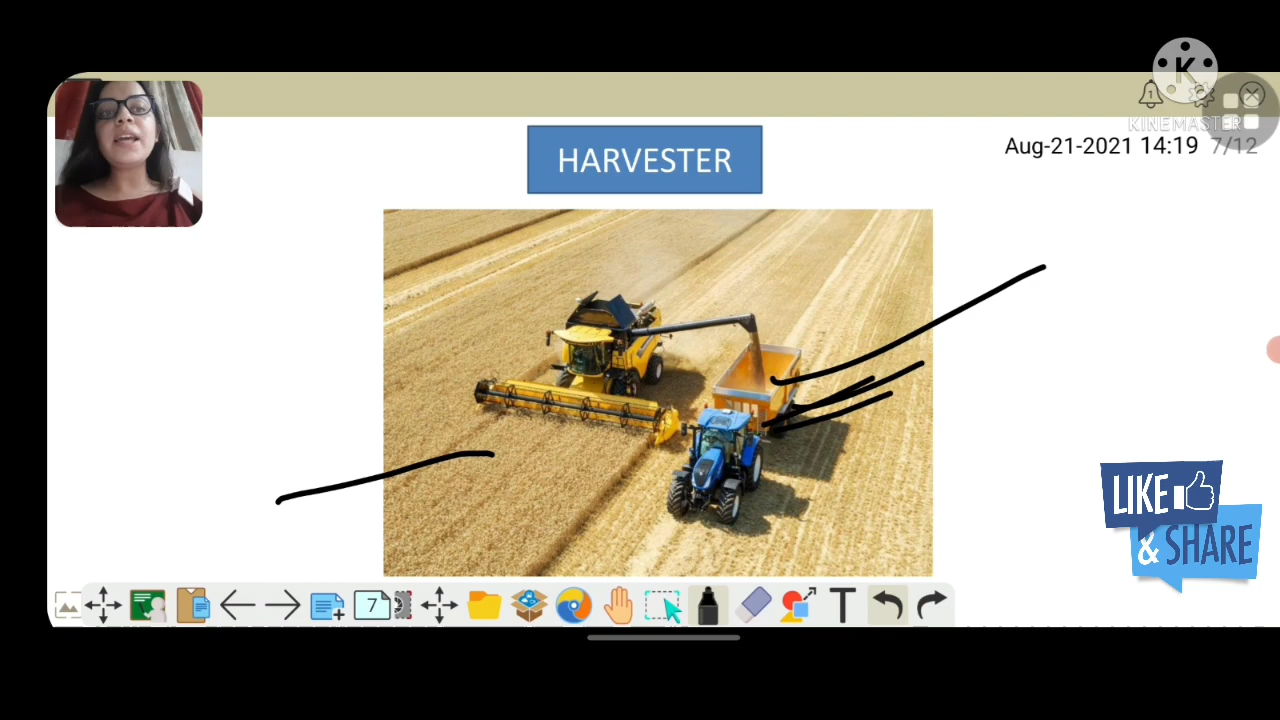 KINEMASTER
HARVESTER
Aug-21-2021 14:19 7/12
LIKE
& SHARE
7
T